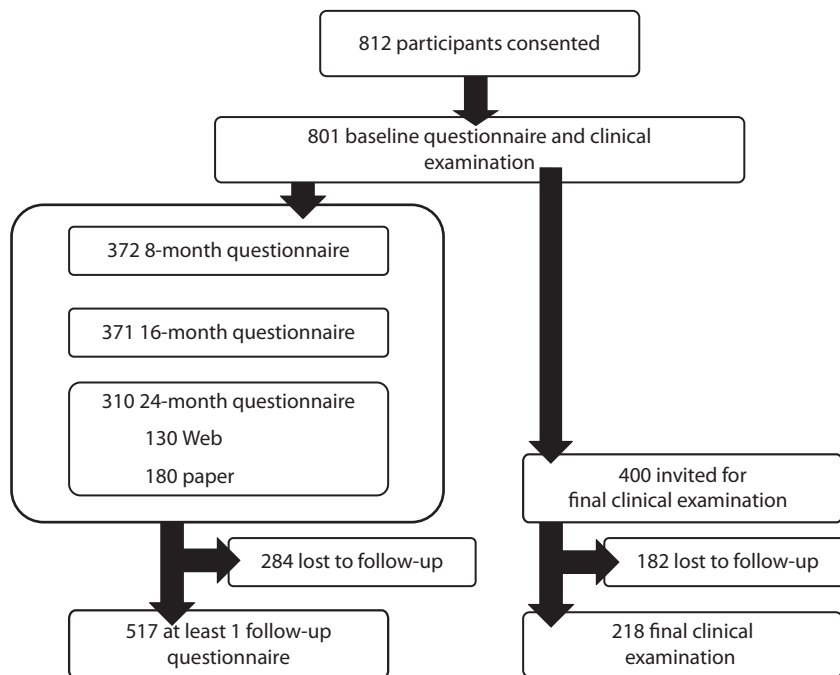 812 participants consented
801 baseline questionnaire and clinical
examination
372 8-month questionnaire
371 16-month questionnaire
310 24-month questionnaire
130 Web
180 paper
400 invited for
final clinical examination
284 lost to follow-up
182 lost to follow-up
517 at least 1 follow-up
questionnaire
218 final clinical
examination